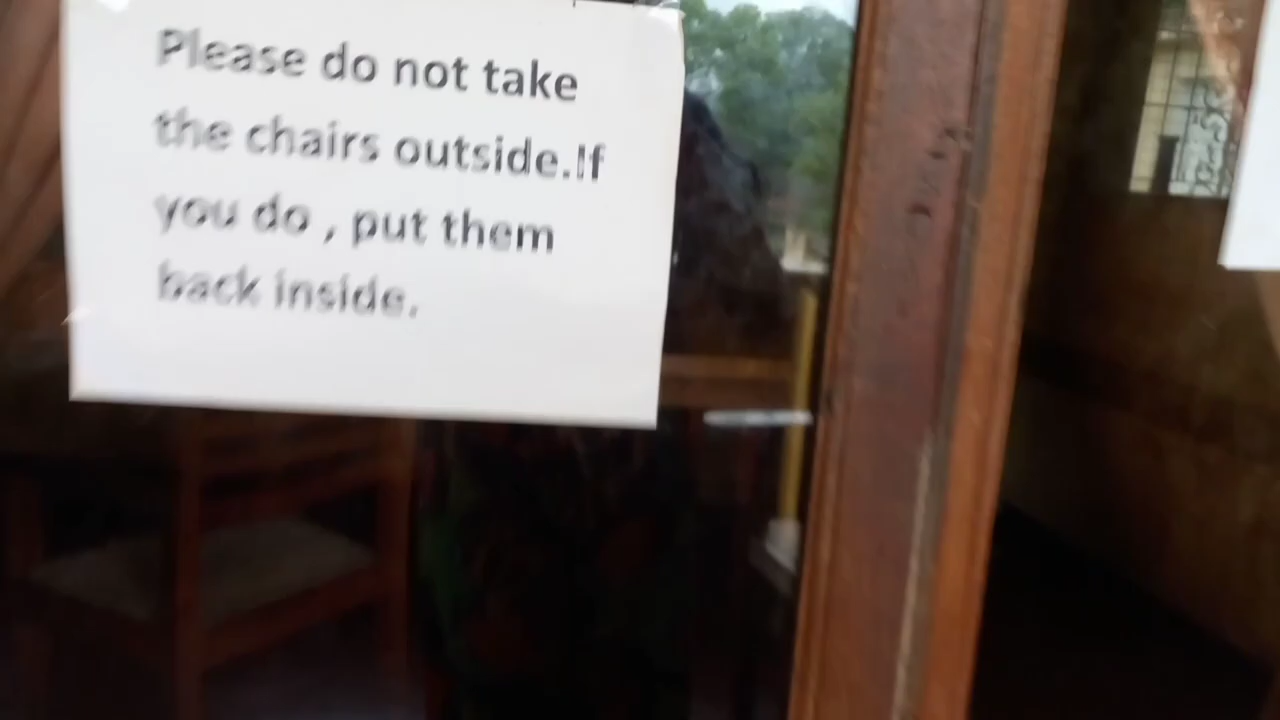 Please do not take
the chairs outside.If
you do , put them
back inside.